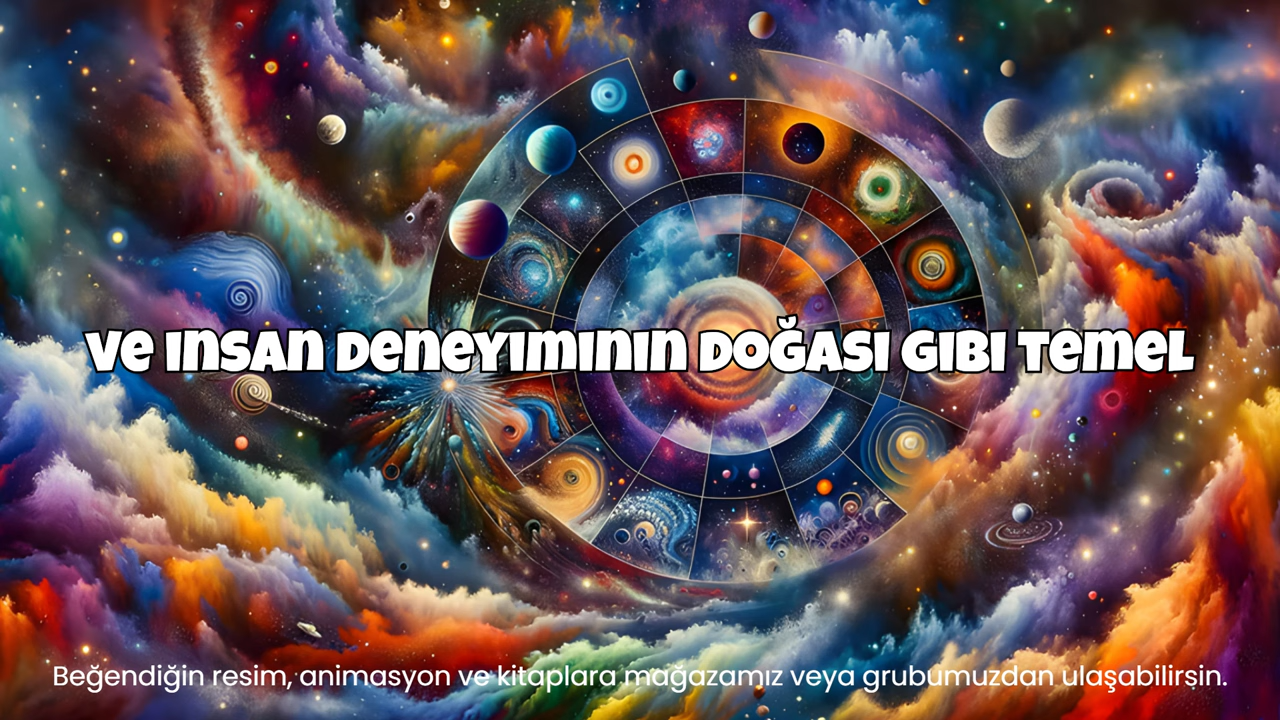 ve insan deneyiminin doğası gibi temel
Beğendiğin resim, animasyon ve kitaplara mağazamız veya grubumuzdan ulaşabilirsin.